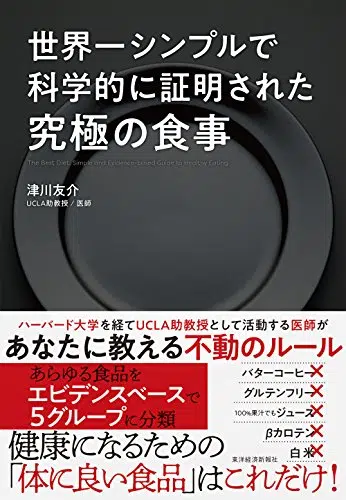 世界一シンプルで
科学的に証明された
究極の食事
The Best Diet: Simple and Evidence-based Guide to Healthy Eating
津川友介
UCLA助教授/医師
ハーバード大学を経てUCLA助教授として活動する医師が
あなたに教える不動のルール
あらゆる食品を
エビデンスベースで
5グループに分類
バターコーヒー
グルテンフリー
100%果汁でもジュース
βカロテン
白米
健康になるための
「体に良い食品」はこれだけ!
東洋経済新報社